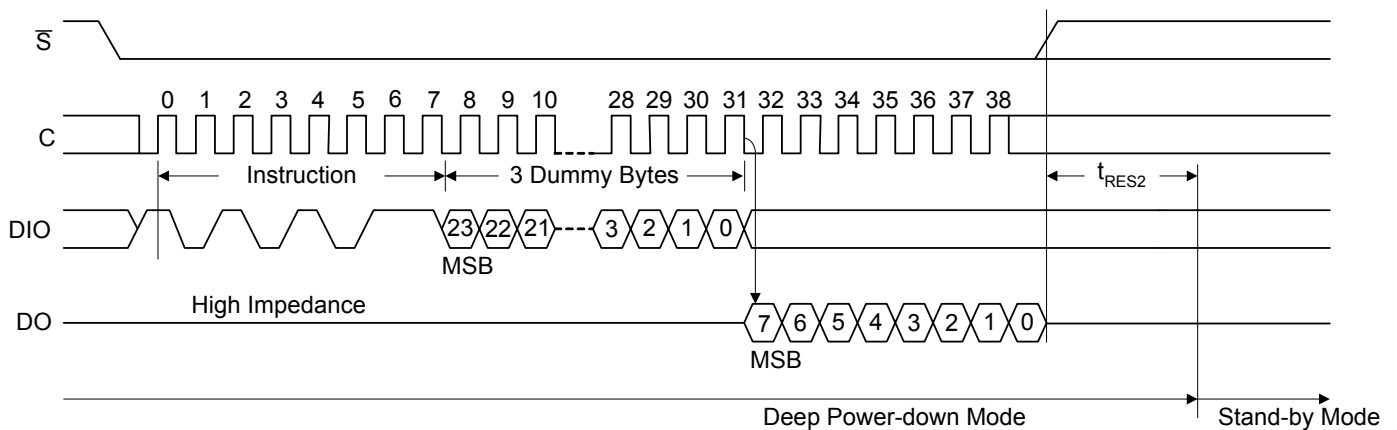 S̅
0 1 2 3 4 5 6 7 8 9 10 28 29 30 31 32 33 34 35 36 37 38
C
Instruction 3 Dummy Bytes tRES2
DIO 23 22 21 3 2 1 0
MSB
High Impedance
DO 7 6 5 4 3 2 1 0
MSB
Deep Power-down Mode Stand-by Mode